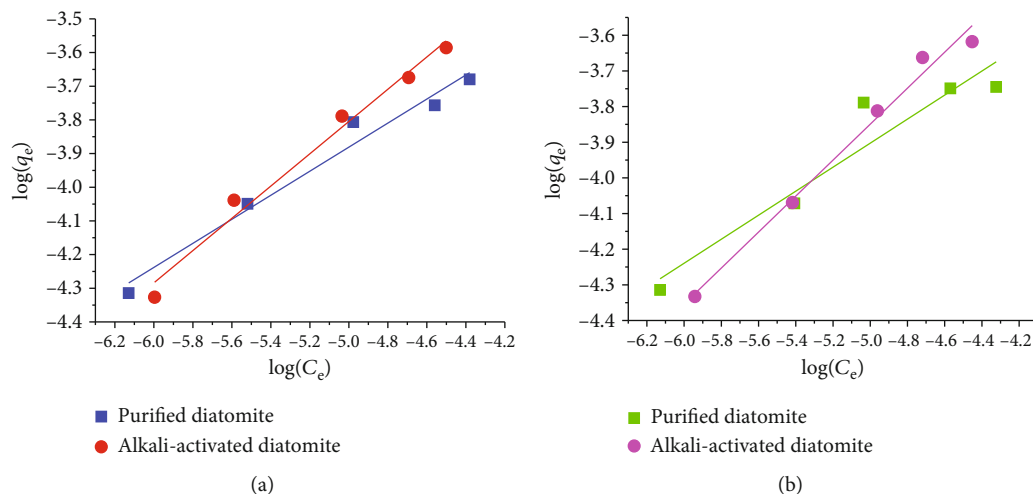 −3.5
−3.6
−3.7
−3.8
−3.9
−4.0
−4.1
−4.2
−4.3
−4.4
log(qₑ)
−6.2 −6.0 −5.8 −5.6 −5.4 −5.2 −5.0 −4.8 −4.6 −4.4 −4.2
log(Cₑ)
Purified diatomite
Alkali-activated diatomite
(a)
−3.6
−3.7
−3.8
−3.9
−4.0
−4.1
−4.2
−4.3
−4.4
log(qₑ)
−6.2 −6.0 −5.8 −5.6 −5.4 −5.2 −5.0 −4.8 −4.6 −4.4 −4.2
log(Cₑ)
Purified diatomite
Alkali-activated diatomite
(b)